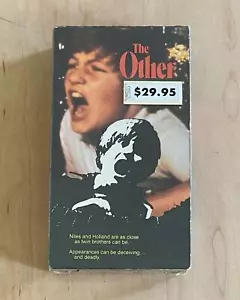 The
Other
$29.95
Niles and Holland are as close
as twin brothers can be.
Appearances can be deceiving...
and deadly.